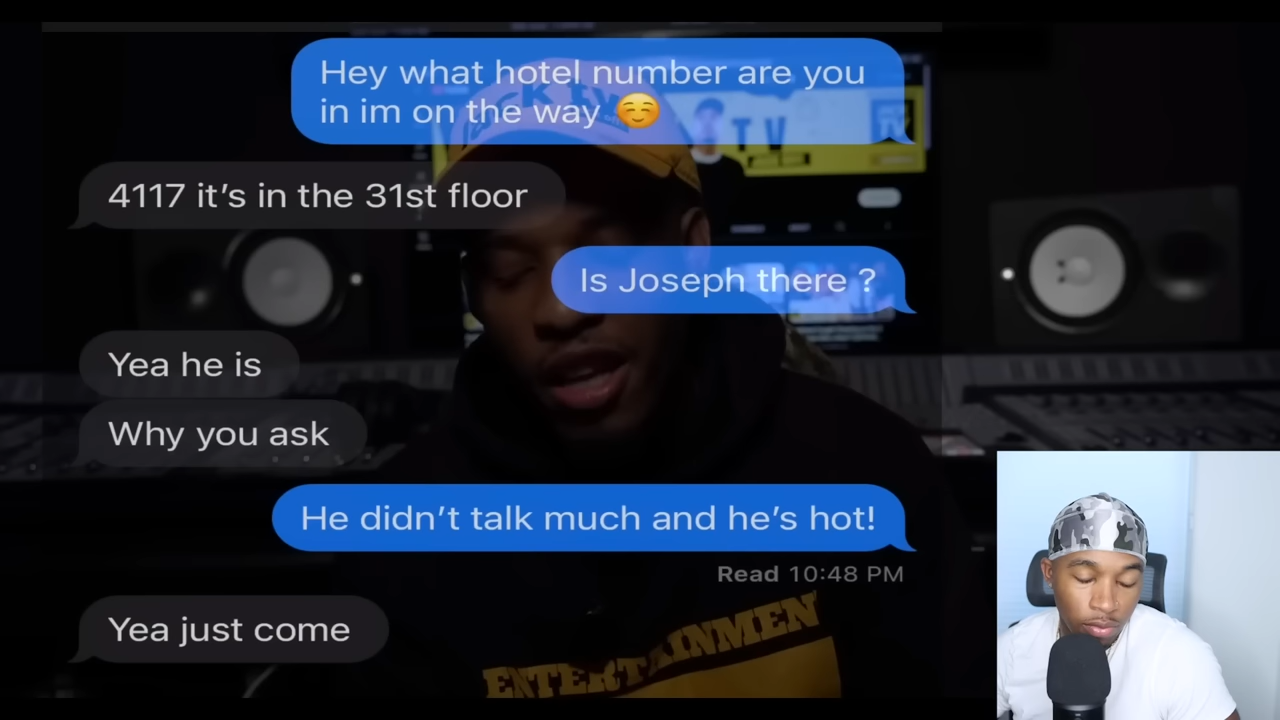 Hey what hotel number are you
in im on the way ☺️
4117 it's in the 31st floor
Is Joseph there ?
Yea he is
Why you ask
He didn't talk much and he's hot!
Read 10:48 PM
Yea just come
TV
ENTERTAINMEN